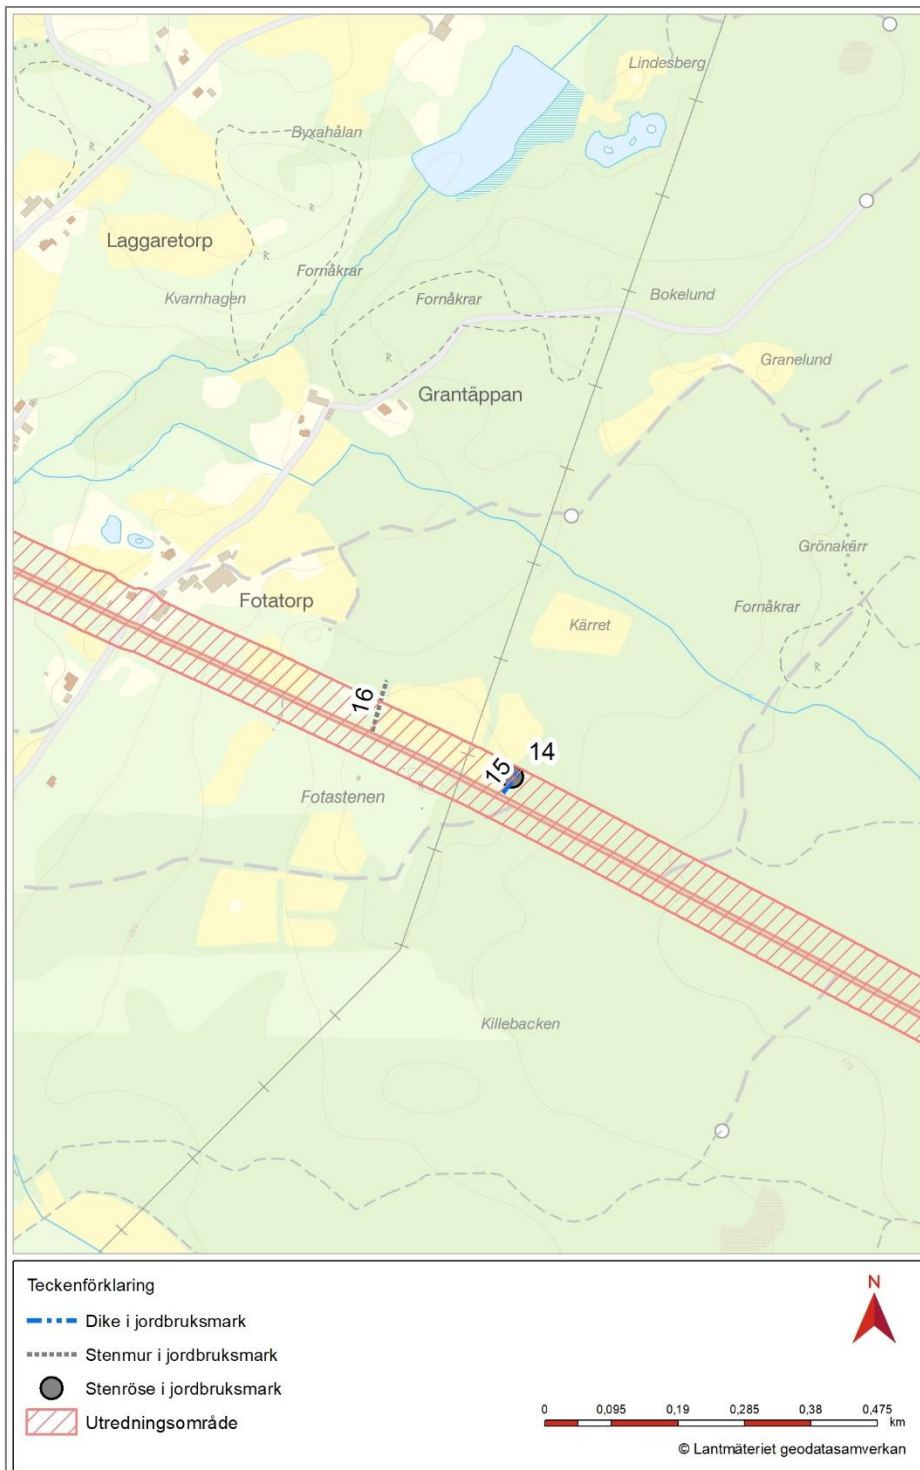 Lindesberg
Byxahålan
Laggaretorp
Fornåkrar
Kvarnhagen
Fornåkrar
Bokelund
Granelund
Grantäppan
Grönakärr
Fotatorp
Fornåkrar
Kärret
16
15
14
Fotastenen
Killebacken
175
Teckenförklaring
Dike i jordbruksmark
Stenmur i jordbruksmark
Stenröse i jordbruksmark
Utredningsområde
N
0 0,095 0,19 0,285 0,38 0,475
km
© Lantmäteriet geodatasamverkan